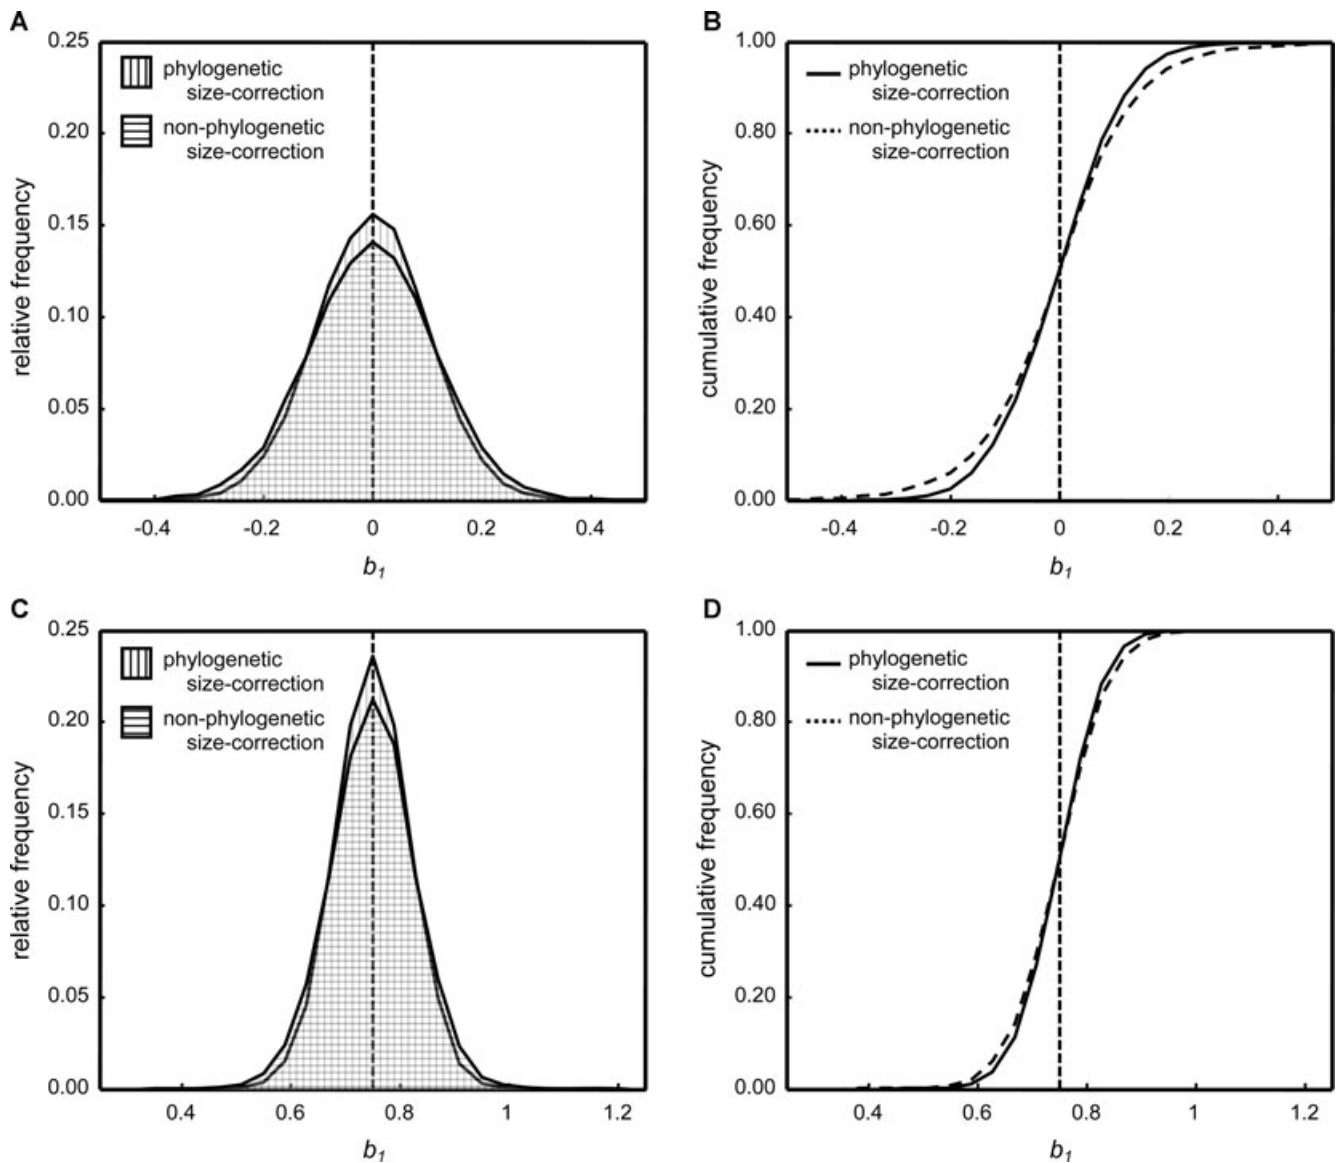 A
0.25
0.20
0.15
0.10
0.05
0.00
relative frequency
phylogenetic
size-correction
non-phylogenetic
size-correction
-0.4
-0.2
0
0.2
0.4
b1
B
1.00
0.80
0.60
0.40
0.20
0.00
cumulative frequency
phylogenetic
size-correction
non-phylogenetic
size-correction
-0.4
-0.2
0
0.2
0.4
b1
C
0.25
0.20
0.15
0.10
0.05
0.00
relative frequency
phylogenetic
size-correction
non-phylogenetic
size-correction
0.4
0.6
0.8
1
1.2
b1
D
1.00
0.80
0.60
0.40
0.20
0.00
cumulative frequency
phylogenetic
size-correction
non-phylogenetic
size-correction
0.4
0.6
0.8
1
1.2
b1